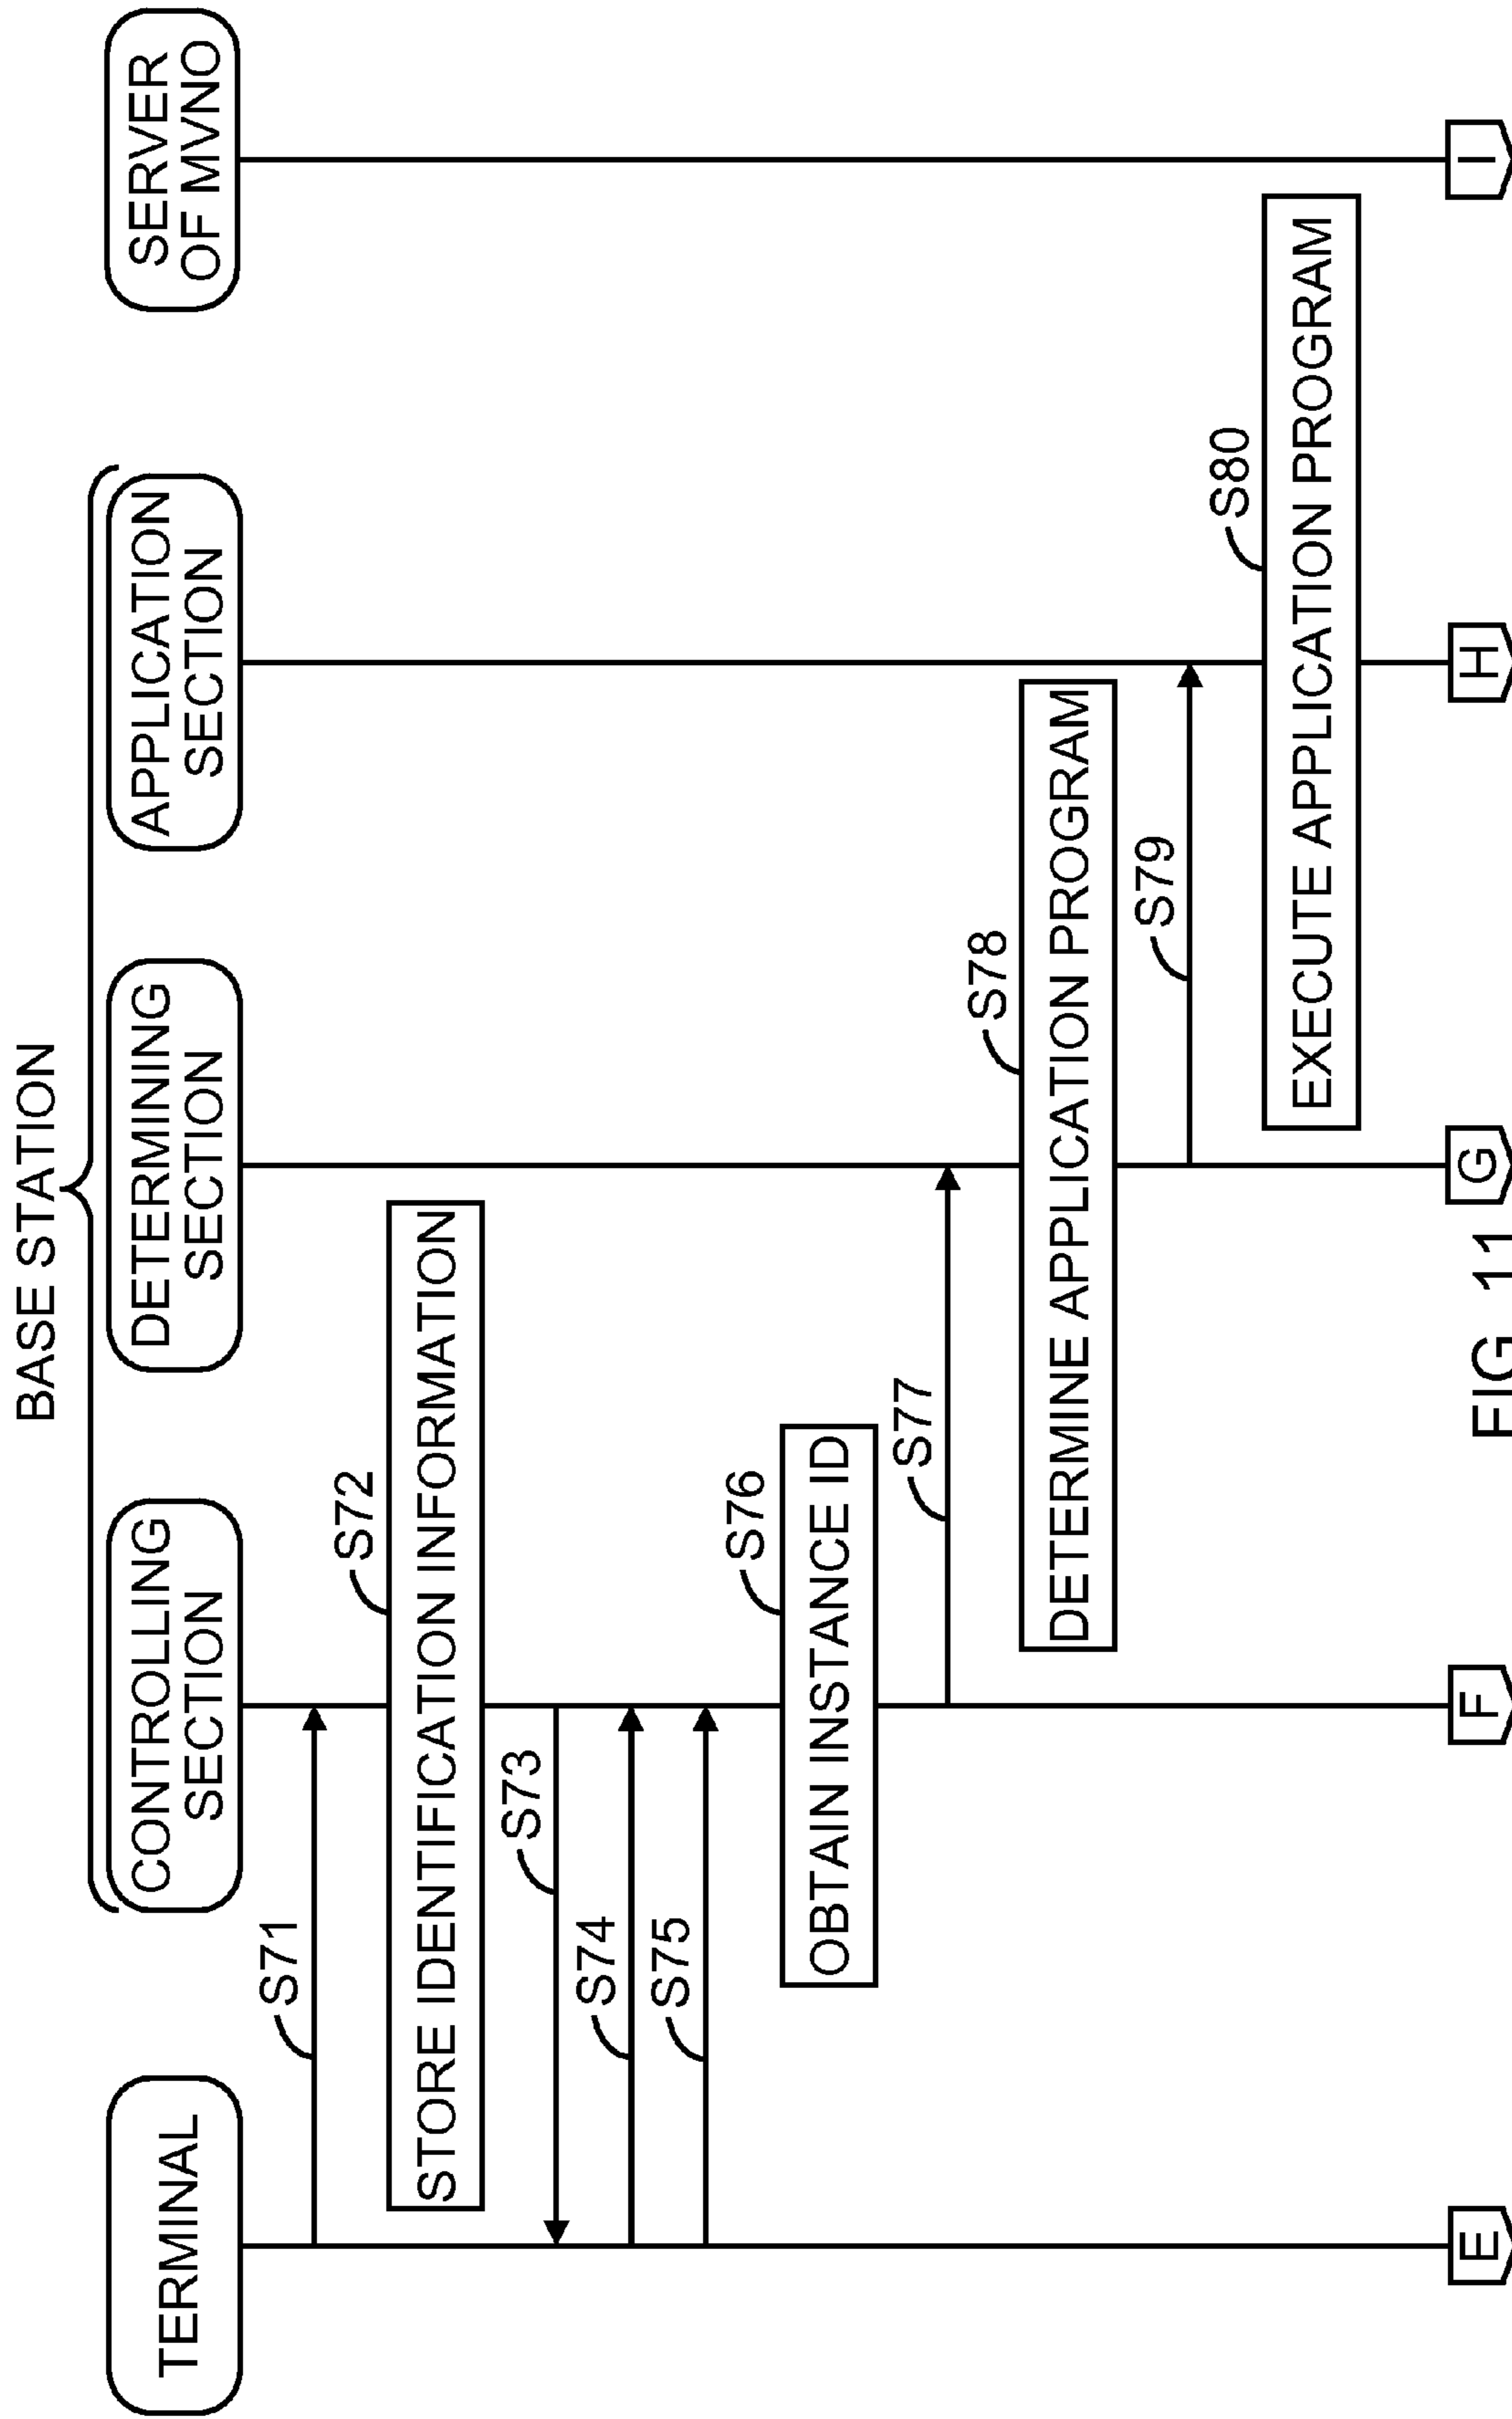 BASE STATION
TERMINAL
CONTROLLING
SECTION
DETERMINING
SECTION
APPLICATION
SECTION
SERVER
OF MVNO
S71
S72
STORE IDENTIFICATION INFORMATION
S73
S74
S75
S76
OBTAIN INSTANCE ID
S77
S78
DETERMINE APPLICATION PROGRAM
S79
S80
EXECUTE APPLICATION PROGRAM
E
F
G
H
I
FIG. 11